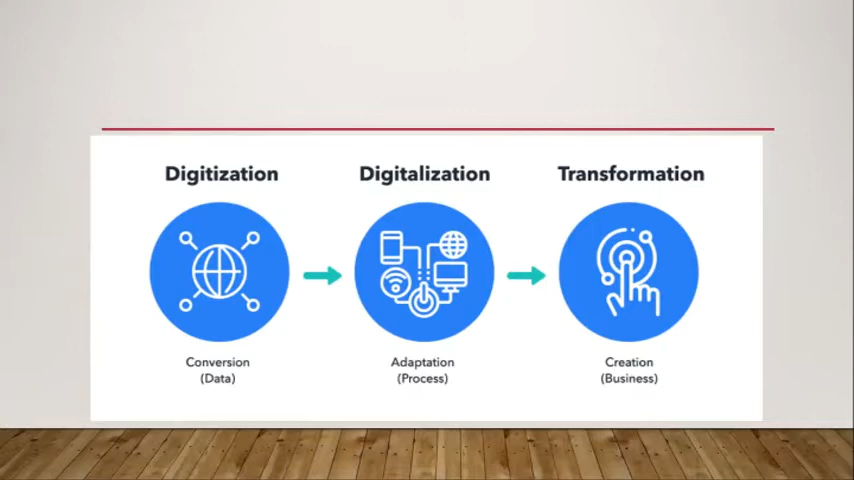 Digitization
Digitalization
Transformation
Conversion
(Data)
Adaptation
(Process)
Creation
(Business)